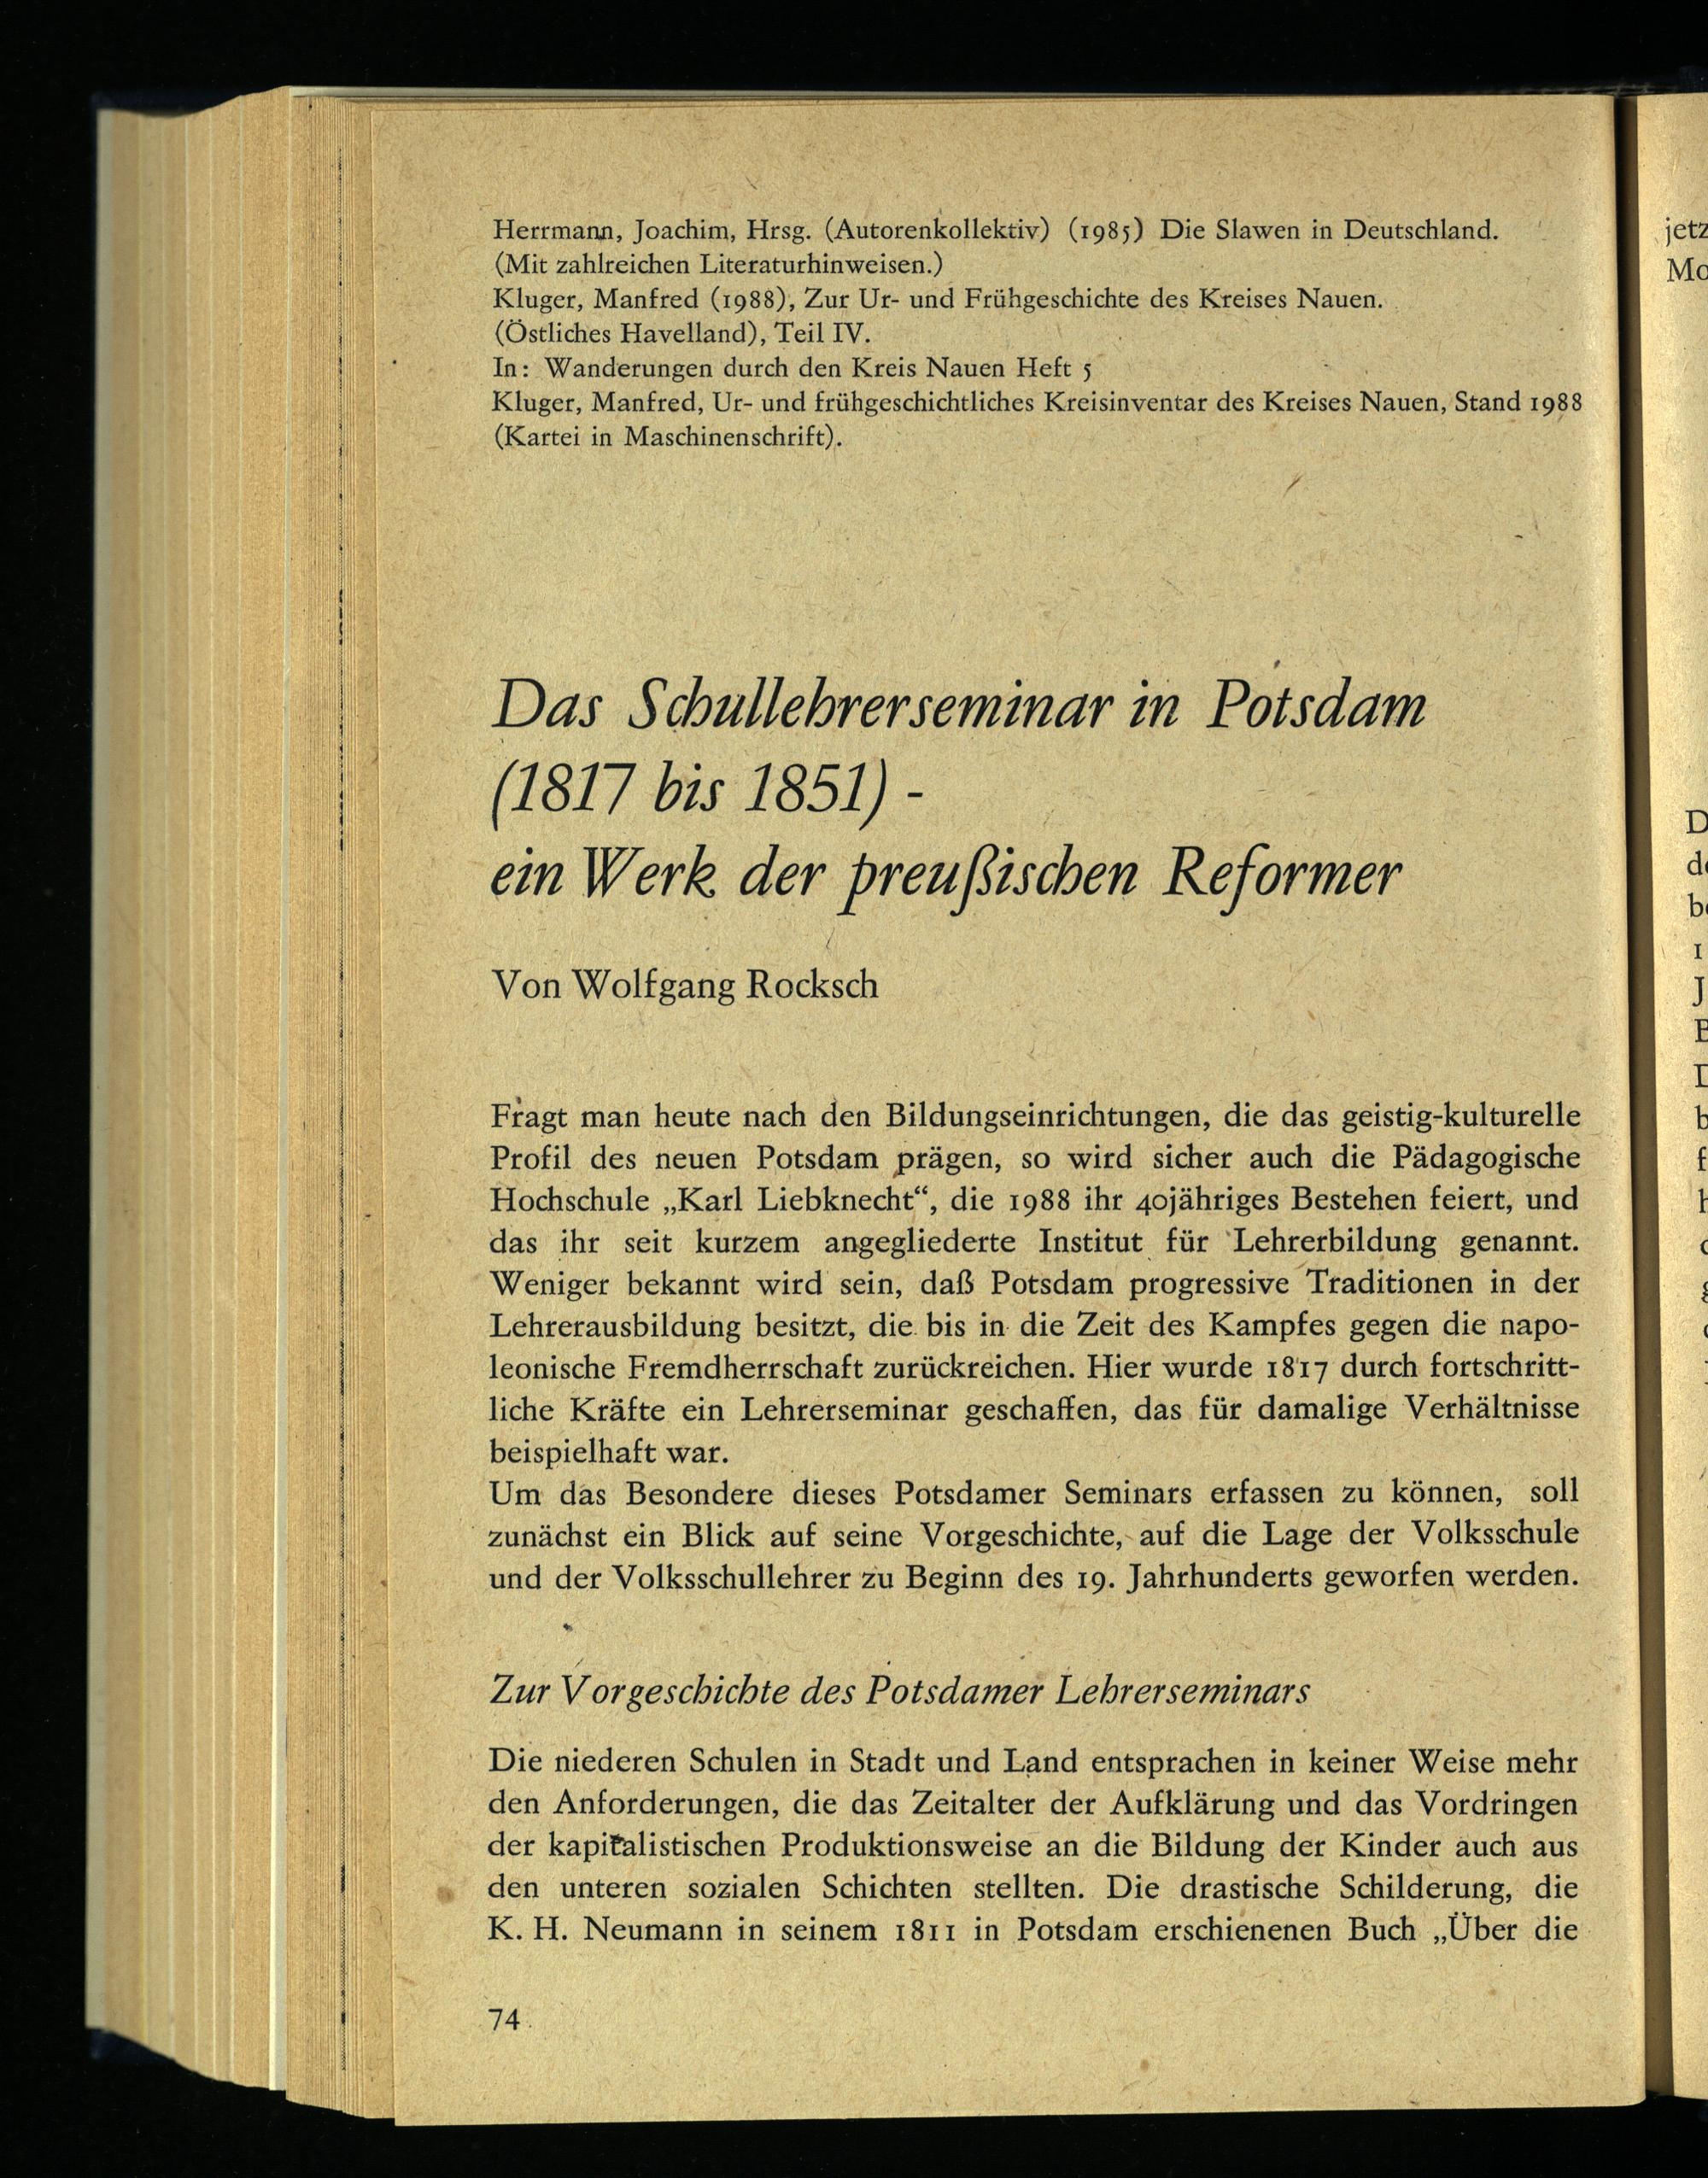 Herrmann, Joachim, Hrsg. (Autorenkollektiv) (1985) Die Slawen in Deutschland.
(Mit zahlreichen Literaturhinweisen.)
Kluger, Manfred (1988), Zur Ur- und Frühgeschichte des Kreises Nauen.
(Östliches Havelland), Teil IV.
In: Wanderungen durch den Kreis Nauen Heft 5
Kluger, Manfred, Ur- und frühgeschichtliches Kreisinventar des Kreises Nauen, Stand 1988
(Kartei in Maschinenschrift).
Das Schullehrerseminar in Potsdam
(1817 bis 1851) -
ein Werk der preußischen Reformer
Von Wolfgang Rocksch
Fragt man heute nach den Bildungseinrichtungen, die das geistig-kulturelle
Profil des neuen Potsdam prägen, so wird sicher auch die Pädagogische
Hochschule „Karl Liebknecht“, die 1988 ihr 40jähriges Bestehen feiert, und
das ihr seit kurzem angegliederte Institut für Lehrerbildung genannt.
Weniger bekannt wird sein, daß Potsdam progressive Traditionen in der
Lehrerausbildung besitzt, die bis in die Zeit des Kampfes gegen die napo-
leonische Fremdherrschaft zurückreichen. Hier wurde 1817 durch fortschritt-
liche Kräfte ein Lehrerseminar geschaffen, das für damalige Verhältnisse
beispielhaft war.
Um das Besondere dieses Potsdamer Seminars erfassen zu können, soll
zunächst ein Blick auf seine Vorgeschichte, auf die Lage der Volksschule
und der Volksschullehrer zu Beginn des 19. Jahrhunderts geworfen werden.
Zur Vorgeschichte des Potsdamer Lehrerseminars
Die niederen Schulen in Stadt und Land entsprachen in keiner Weise mehr
den Anforderungen, die das Zeitalter der Aufklärung und das Vordringen
der kapitalistischen Produktionsweise an die Bildung der Kinder auch aus
den unteren sozialen Schichten stellten. Die drastische Schilderung, die
K. H. Neumann in seinem 1811 in Potsdam erschienenen Buch „Über die
74